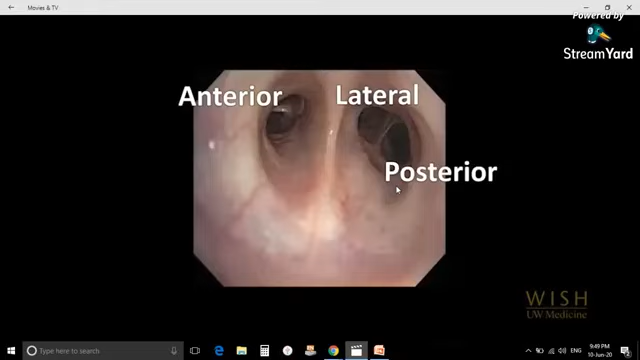 Movies & TV
Powered by
StreamYard
Anterior
Lateral
Posterior
WISH
UW Medicine
Type here to search
9:49 PM
10-Jun-20